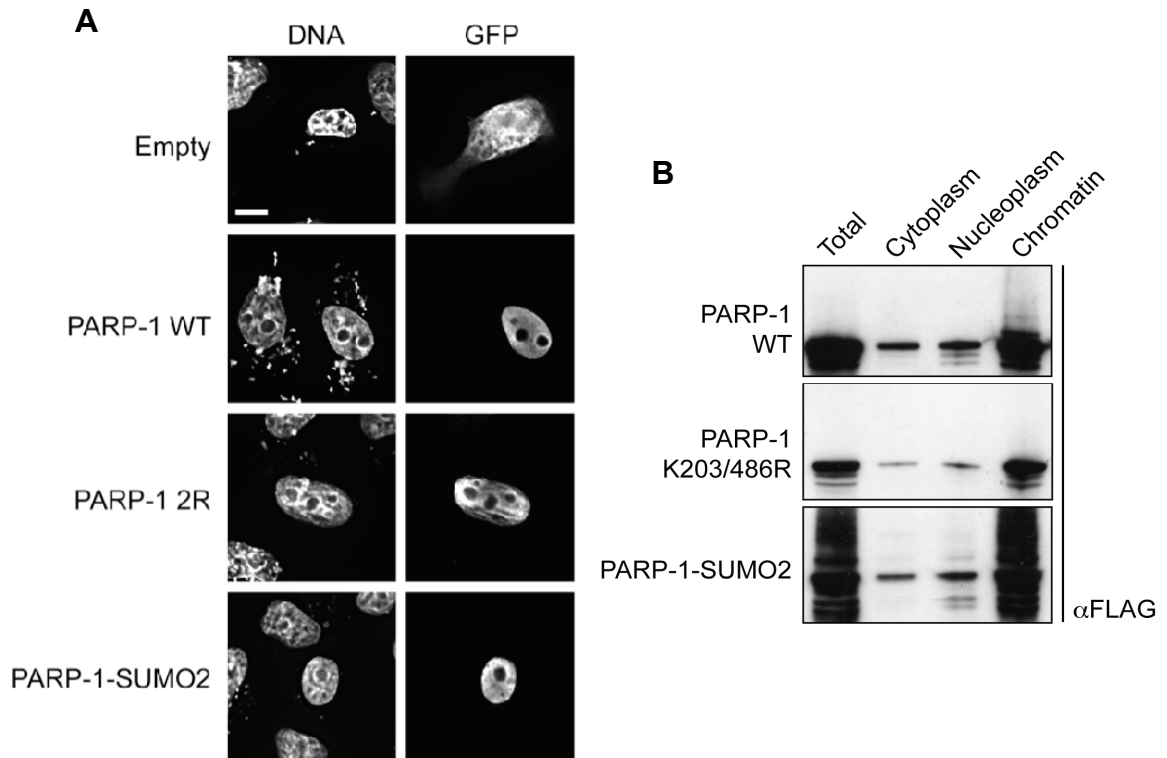 A
DNA
GFP
Empty
PARP-1 WT
PARP-1 2R
PARP-1-SUMO2
B
Total
Cytoplasm
Nucleoplasm
Chromatin
PARP-1
WT
PARP-1
K203/486R
PARP-1-SUMO2
αFLAG